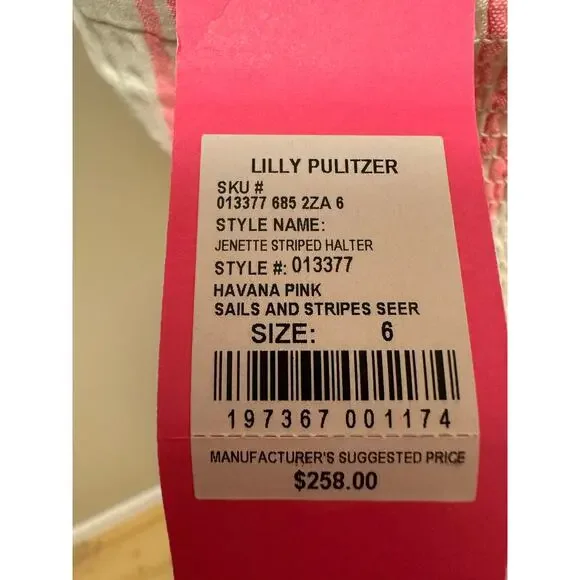 LILLY PULITZER
SKU #
013377 685 2ZA 6
STYLE NAME:
JENETTE STRIPED HALTER
STYLE #: 013377
HAVANA PINK
SAILS AND STRIPES SEER
SIZE: 6
197367 001174
MANUFACTURER'S SUGGESTED PRICE
$258.00